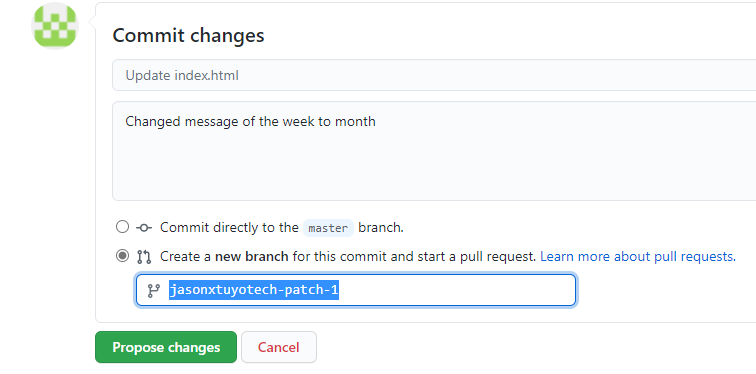 Commit changes
Update index.html
Changed message of the week to month
Commit directly to the master branch.
Create a new branch for this commit and start a pull request. Learn more about pull requests.
jasonxtuyotech-patch-1
Propose changes Cancel